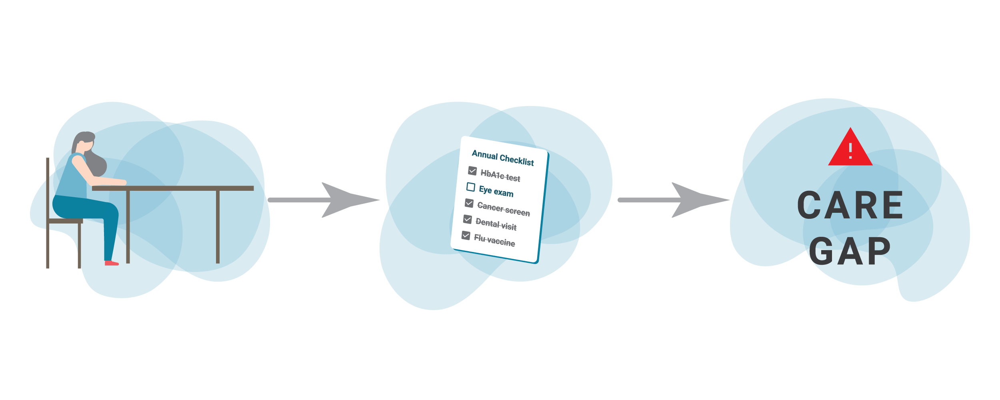 Annual Checklist
HbA1c test
Eye exam
Cancer screen
Dental visit
Flu vaccine
CARE
GAP